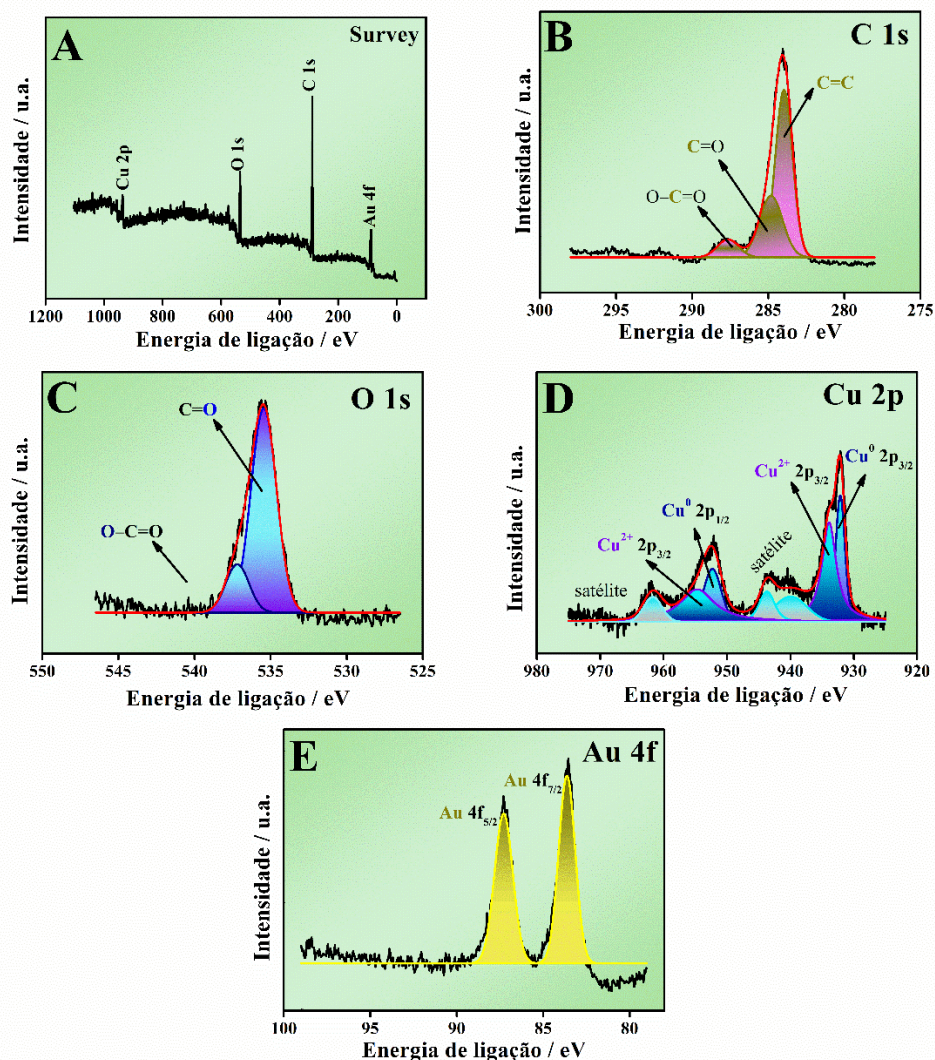 A
Survey
Cu 2p
O 1s
C 1s
Au 4f
Intensidade / u.a.
1200 1000 800 600 400 200 0
Energia de ligação / eV
B
C 1s
C=C
C=O
O–C=O
Intensidade / u.a.
300 295 290 285 280 275
Energia de ligação / eV
C
O 1s
C=O
O–C=O
Intensidade / u.a.
550 545 540 535 530 525
Energia de ligação / eV
D
Cu 2p
Cu⁰ 2p3/2
Cu²⁺ 2p3/2
Cu⁰ 2p1/2
Cu²⁺ 2p3/2
satélite
satélite
Intensidade / u.a.
980 970 960 950 940 930 920
Energia de ligação / eV
E
Au 4f
Au 4f7/2
Au 4f5/2
Intensidade / u.a.
100 95 90 85 80
Energia de ligação / eV